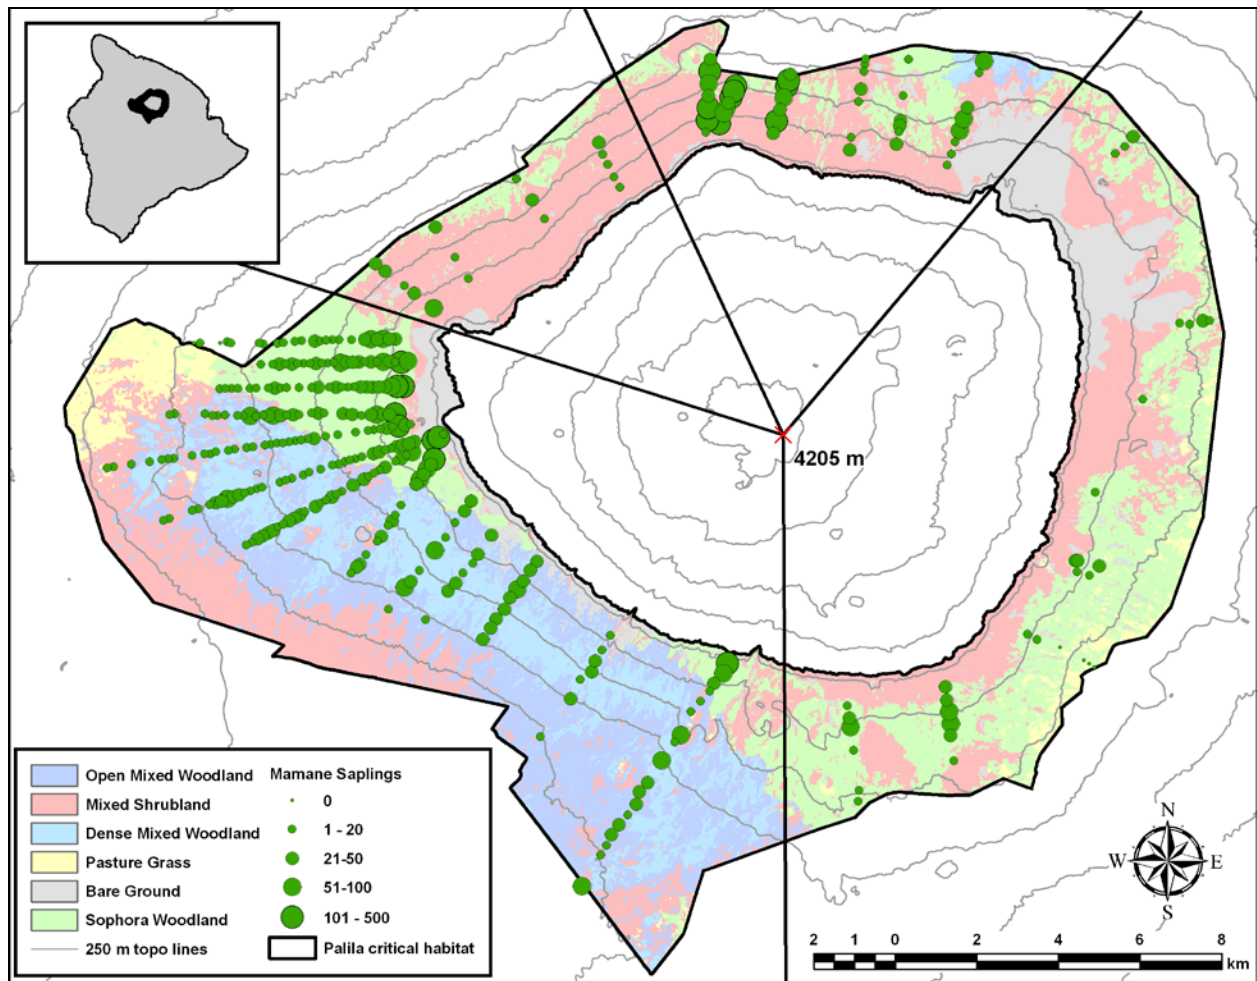 4205 m
Open Mixed Woodland
Mixed Shrubland
Dense Mixed Woodland
Pasture Grass
Bare Ground
Sophora Woodland
250 m topo lines
Mamane Saplings
0
1 - 20
21-50
51-100
101 - 500
Palila critical habitat
N
W E
S
2 1 0 2 4 6 8
km